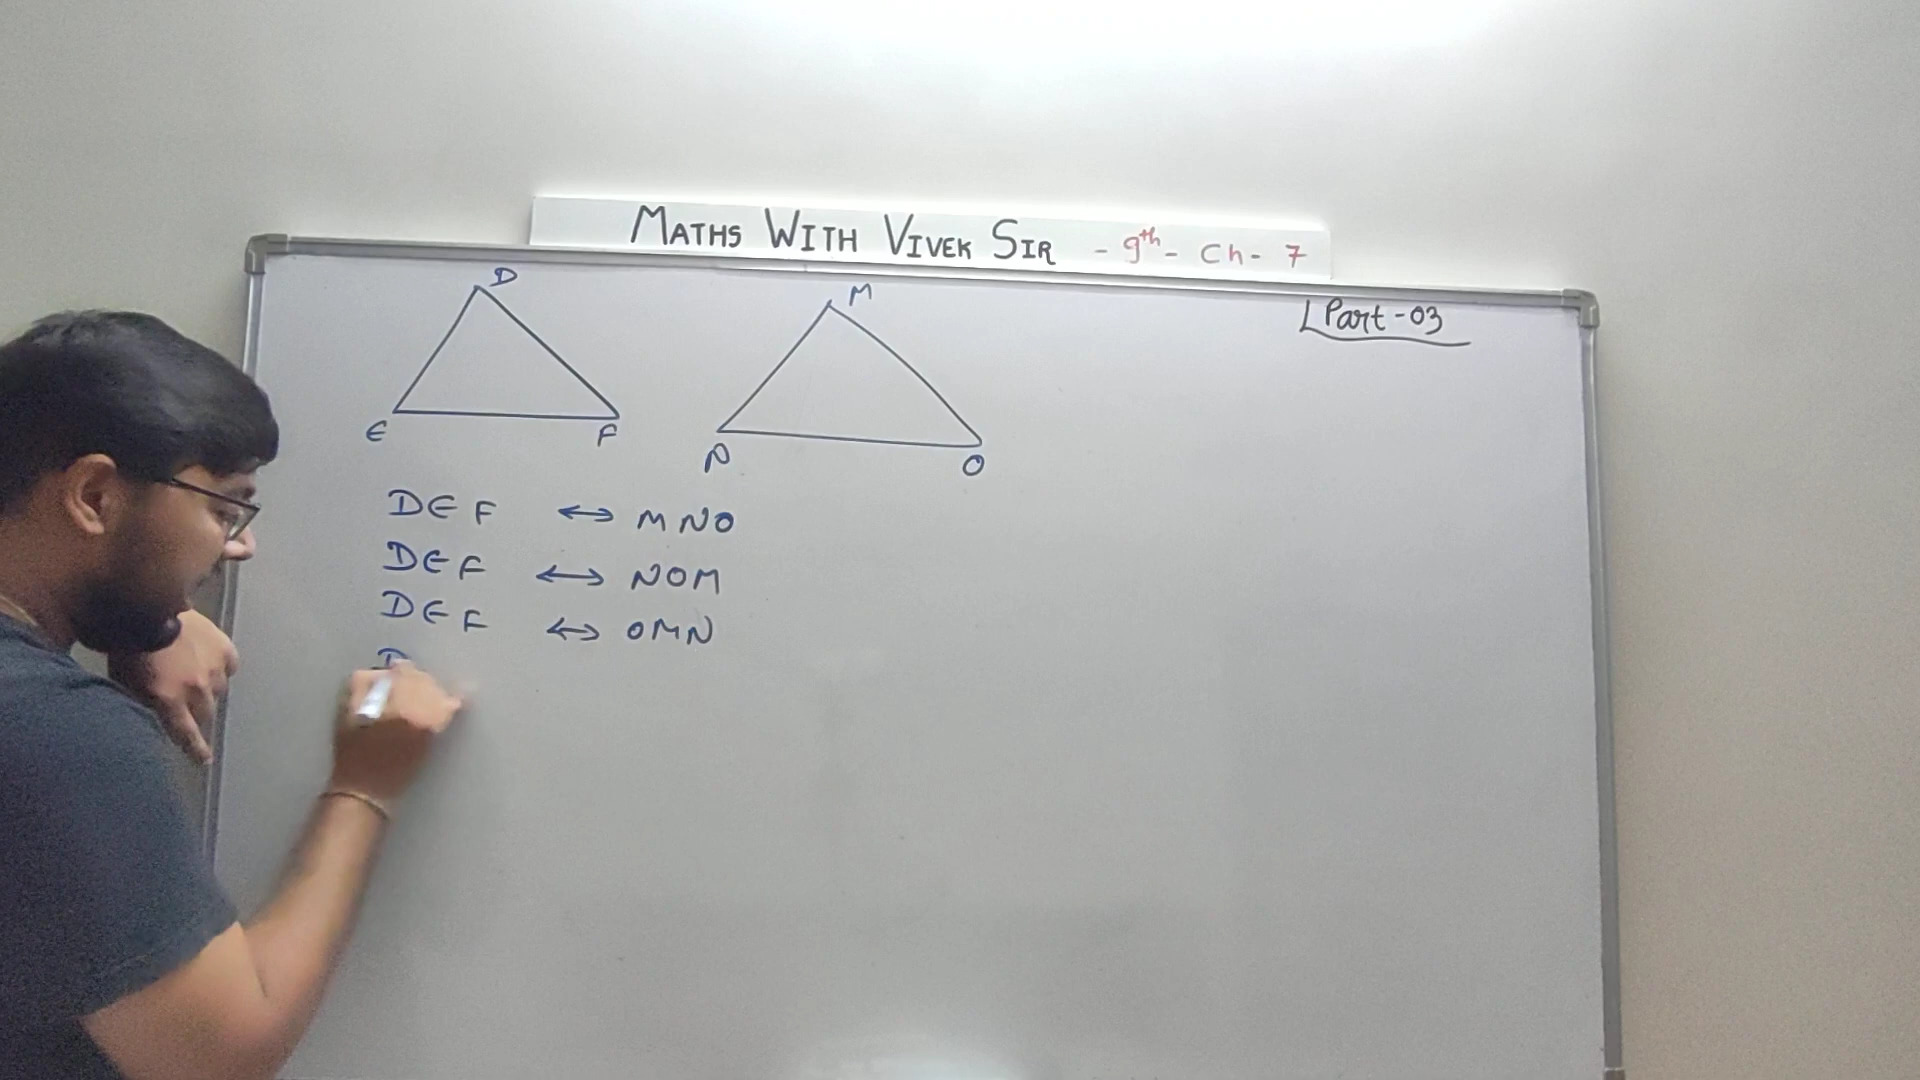 MATHS WITH VIVEK SIR - 9th - Ch - 7
Part - 03
D
M
E
F
N
O
DEF ↔ MNO
DEF ↔ NOM
DEF ↔ OMN
D